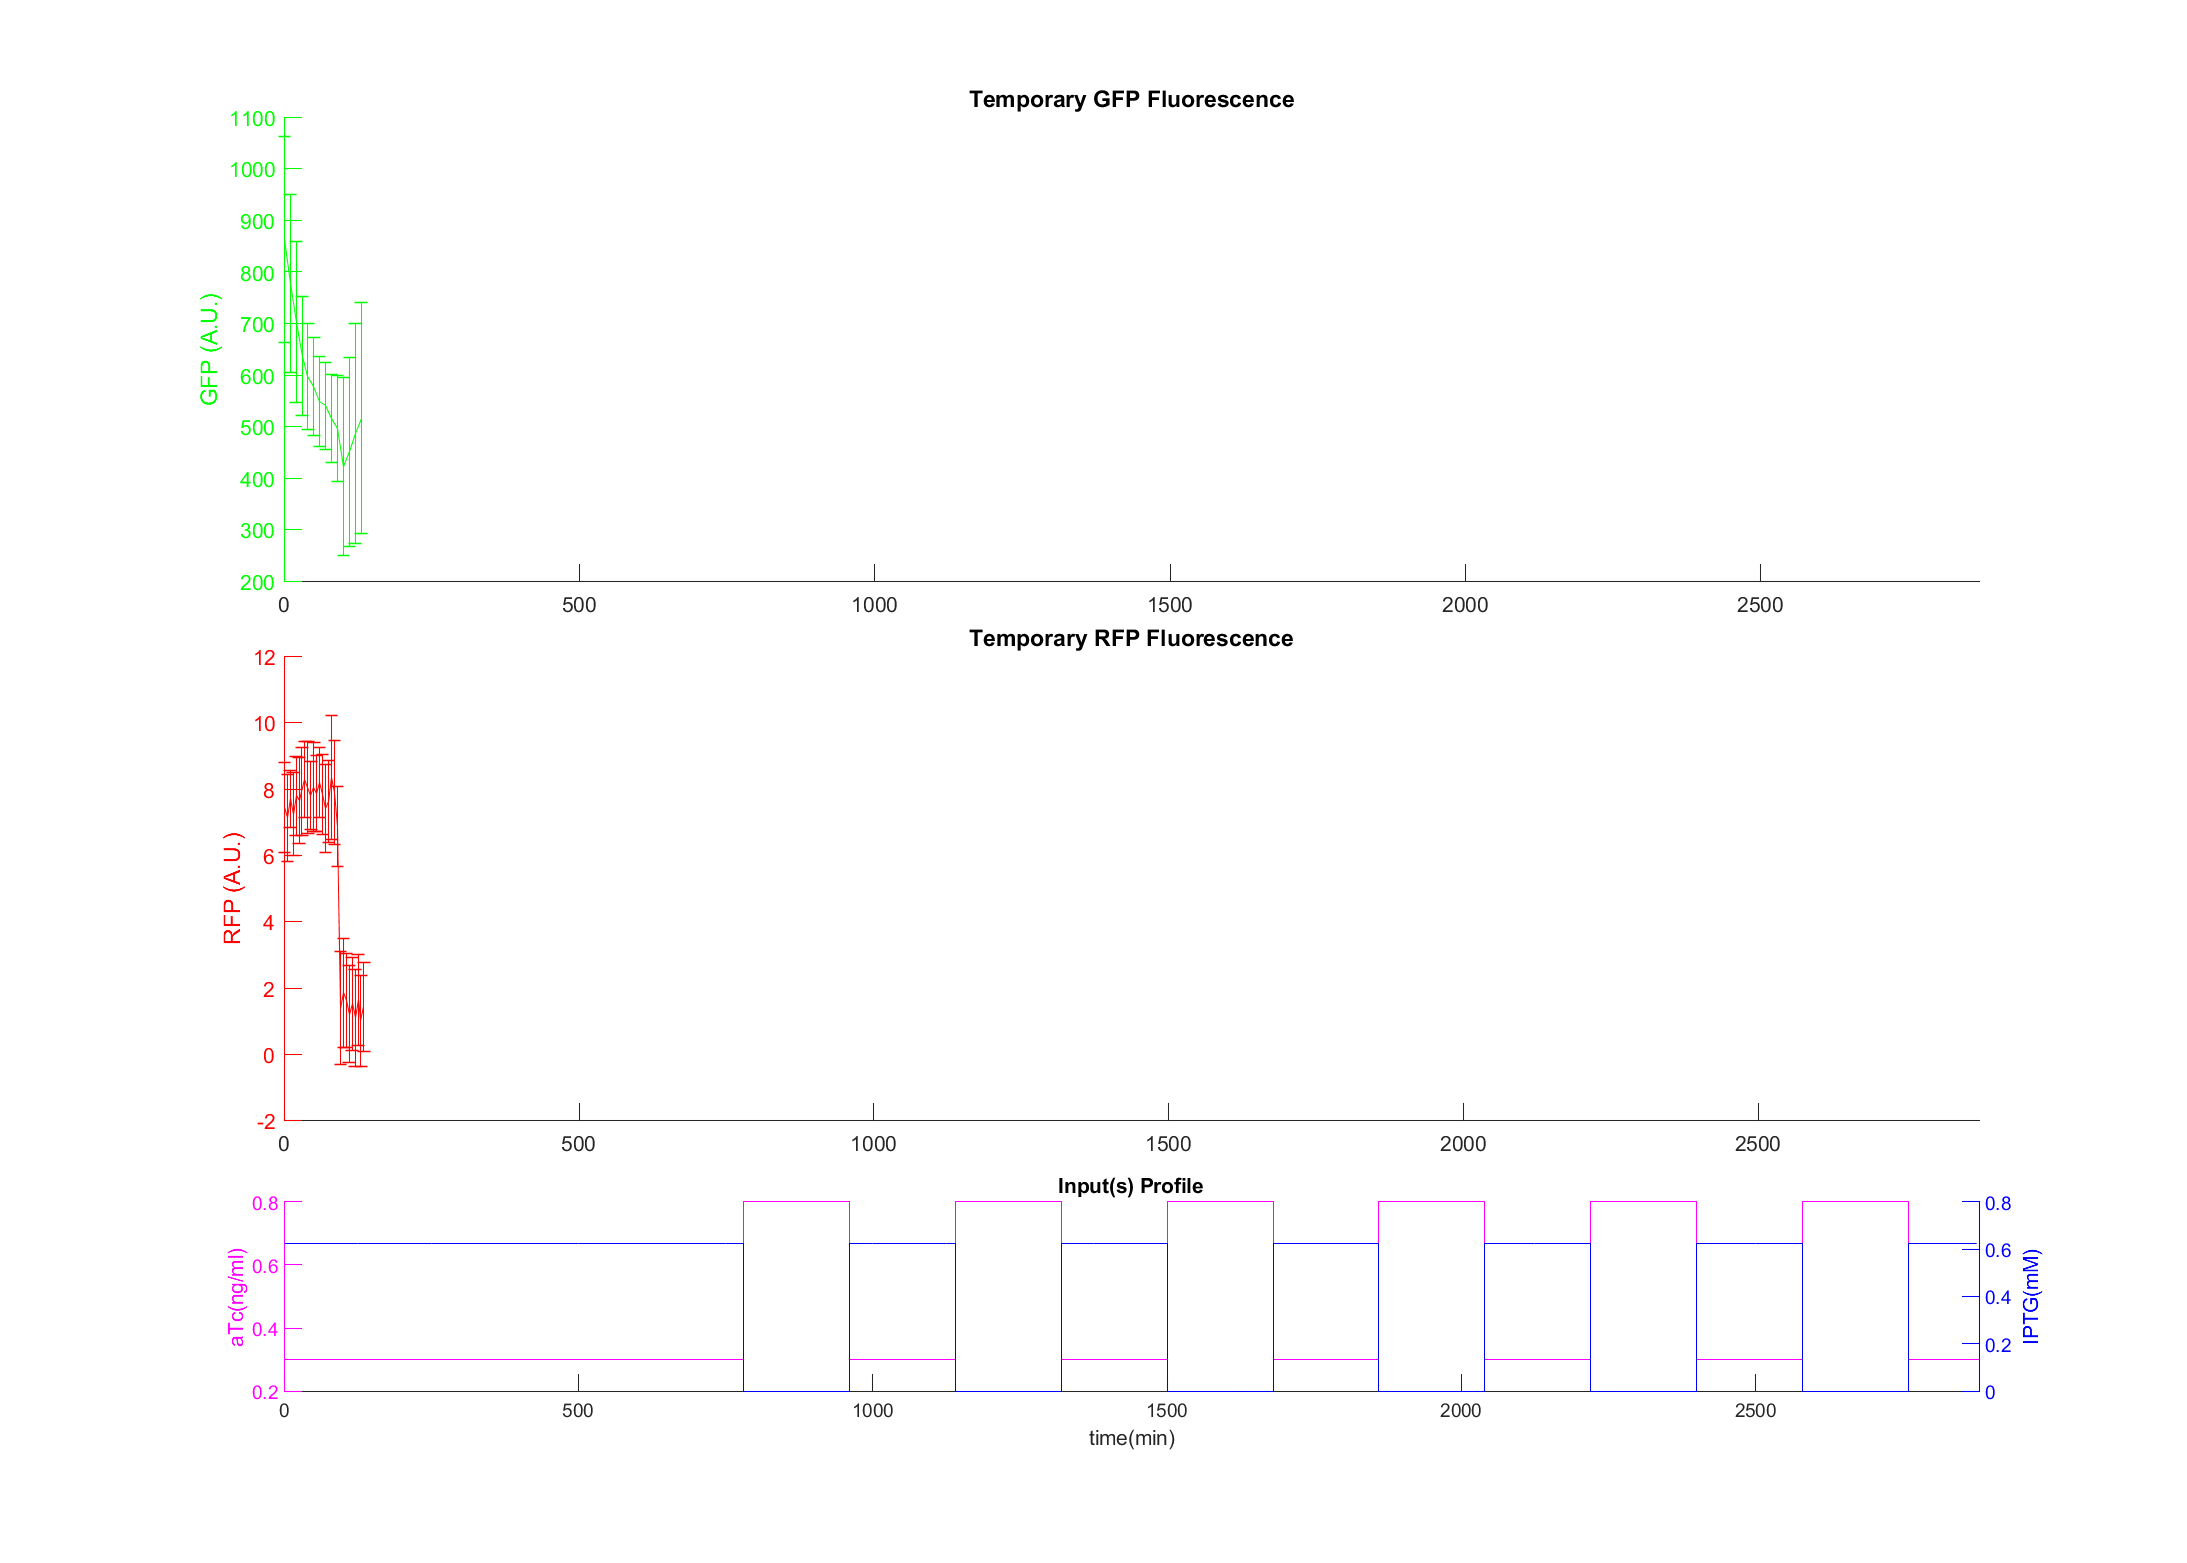 Temporary GFP Fluorescence
1100
1000
900
800
700
600
500
400
300
200
GFP (A.U.)
0 500 1000 1500 2000 2500
Temporary RFP Fluorescence
12
10
8
6
4
2
0
-2
RFP (A.U.)
0 500 1000 1500 2000 2500
Input(s) Profile
0.8
0.6
0.4
0.2
aTc(ng/ml)
0.8
0.6
0.4
0.2
0
IPTG(mM)
0 500 1000 1500 2000 2500
time(min)